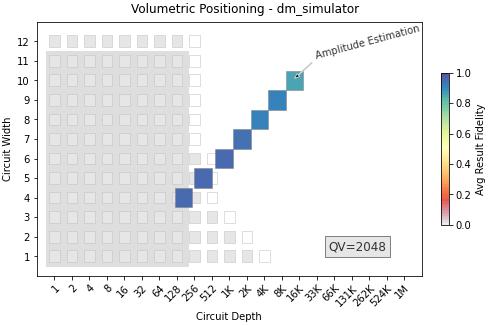 Volumetric Positioning - dm_simulator
Amplitude Estimation
Circuit Width
12
11
10
9
8
7
6
5
4
3
2
1
QV=2048
1
2
4
8
16
32
64
128
256
512
1K
2K
4K
8K
16K
33K
66K
131K
262K
524K
1M
Circuit Depth
1.0
0.8
0.6
0.4
0.2
0.0
Avg Result Fidelity